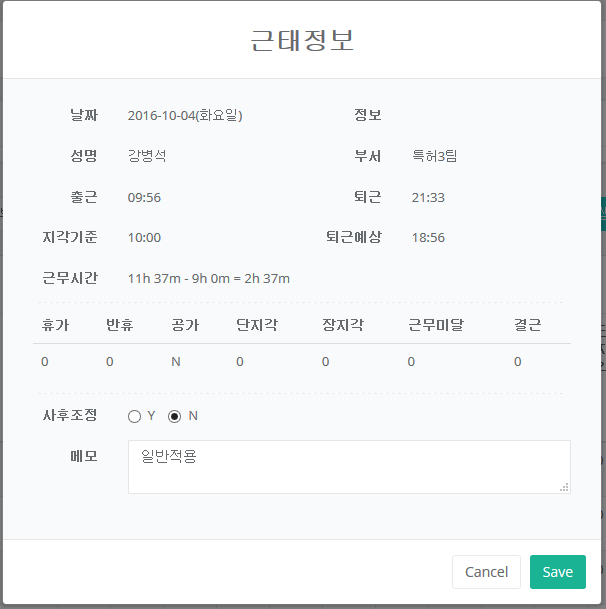 근태정보
날짜 2016-10-04(화요일) 정보
성명 강병석 부서 특허3팀
출근 09:56 퇴근 21:33
지각기준 10:00 퇴근예상 18:56
근무시간 11h 37m - 9h 0m = 2h 37m
휴가 반휴 공가 단지각 장지각 근무미달 결근
0 0 N 0 0 0 0
사후조정 Y N
메모 일반적용
Cancel Save